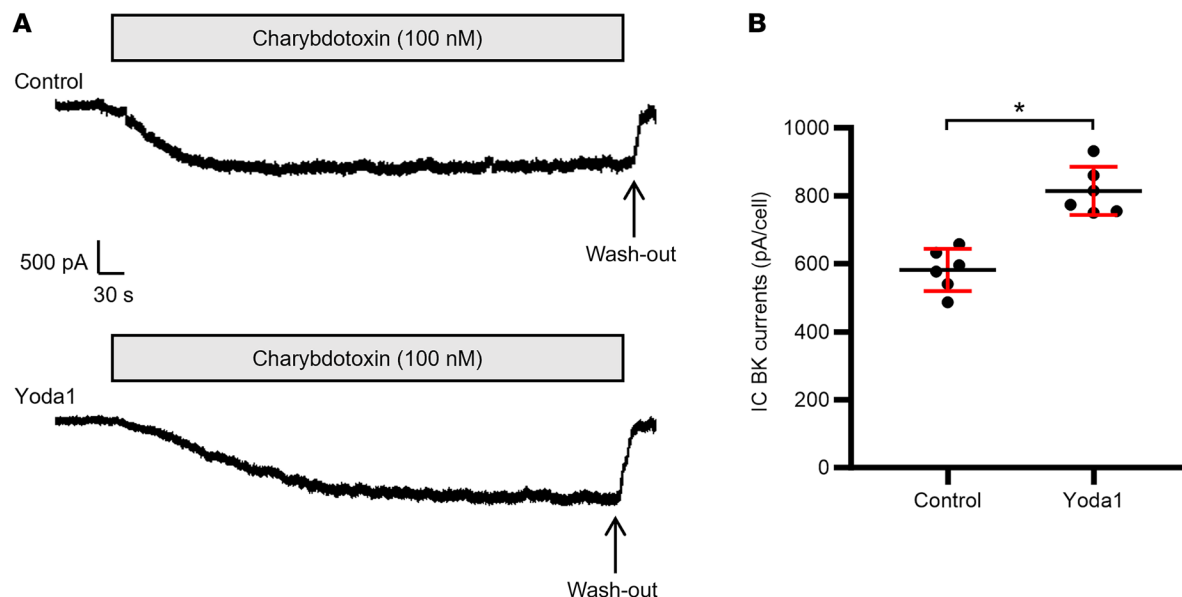 A
Charybdotoxin (100 nM)
Control
Wash-out
500 pA
30 s
Charybdotoxin (100 nM)
Yoda1
Wash-out
B
*
IC BK currents (pA/cell)
1000
800
600
400
200
0
Control
Yoda1